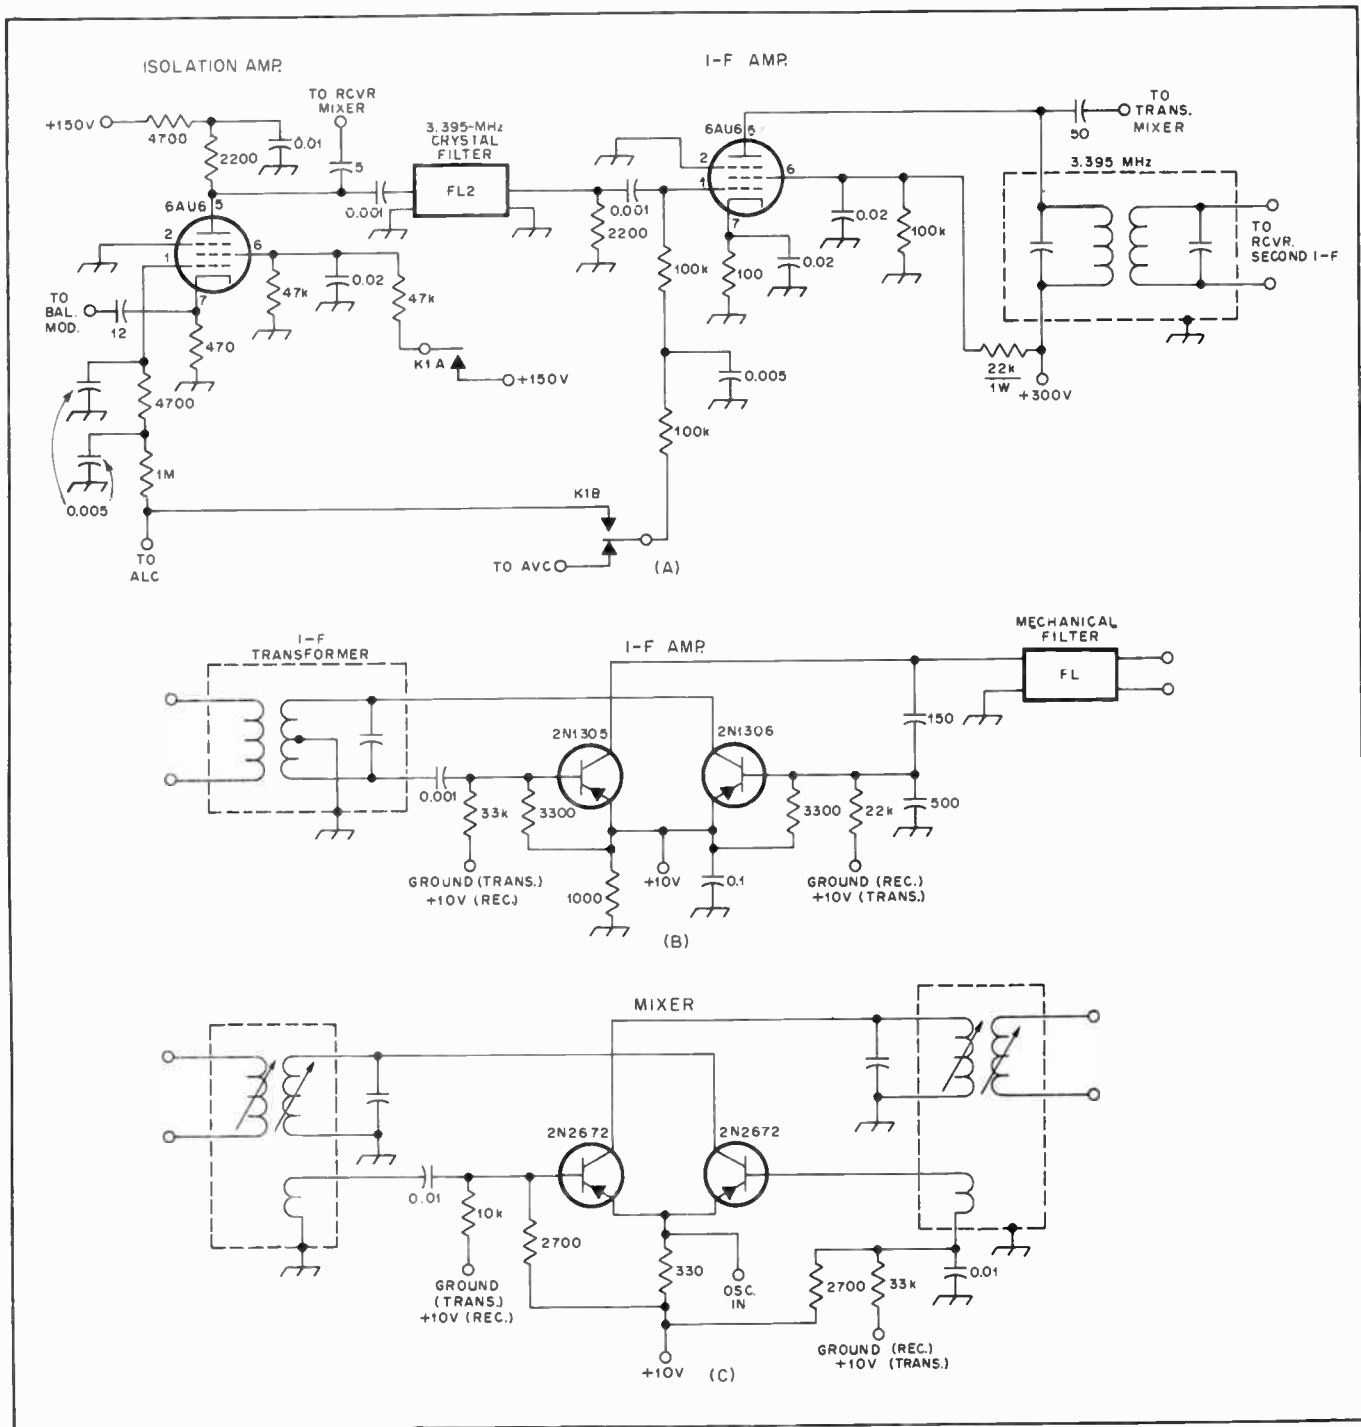 ISOLATION AMP.
I-F AMP.
TO RCVR
MIXER
+150V
4700
2200
0.01
5
3.395-MHz
CRYSTAL
FILTER
FL2
0.001
6AU6
5
2
1
6
7
TO
BAL.
MOD.
12
470
47k
0.02
47k
K1A
+150V
4700
1M
0.005
TO
ALC
2200
0.001
100k
6AU6
5
2
1
6
7
100
0.02
0.02
100k
50
TO
TRANS.
MIXER
3.395 MHz
TO
RCVR.
SECOND I-F
22k
1W
+300V
0.005
100k
K1B
TO AVC
(A)
I-F
TRANSFORMER
I-F AMP.
MECHANICAL
FILTER
FL
2N1305
2N1306
150
0.001
33k
3300
3300
22k
500
GROUND (TRANS.)
+10V (REC.)
1000
+10V
0.1
GROUND (REC.)
+10V (TRANS.)
(B)
MIXER
2N2672
2N2672
0.01
10k
2700
330
OSC.
IN
2700
33k
0.01
GROUND
(TRANS.)
+10V (REC.)
+10V
GROUND (REC.)
+10V (TRANS.)
(C)